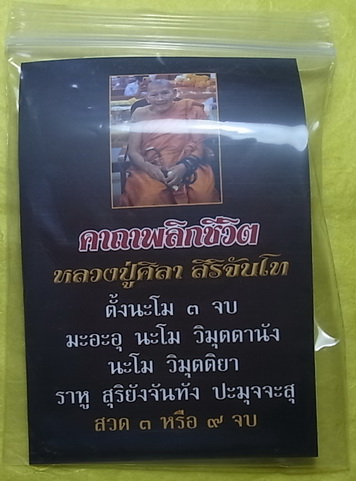 คาถาพลิกชีวิต
หลวงปู่ศิลา สิริจันโท
ตั้งนะโม ๓ จบ
มะอะอุ นะโม วิมุตตานัง
นะโม วิมุตติยา
ราหู สุริยังจันทัง ปะมุจจะสุ
สวด ๓ หรือ ๙ จบ